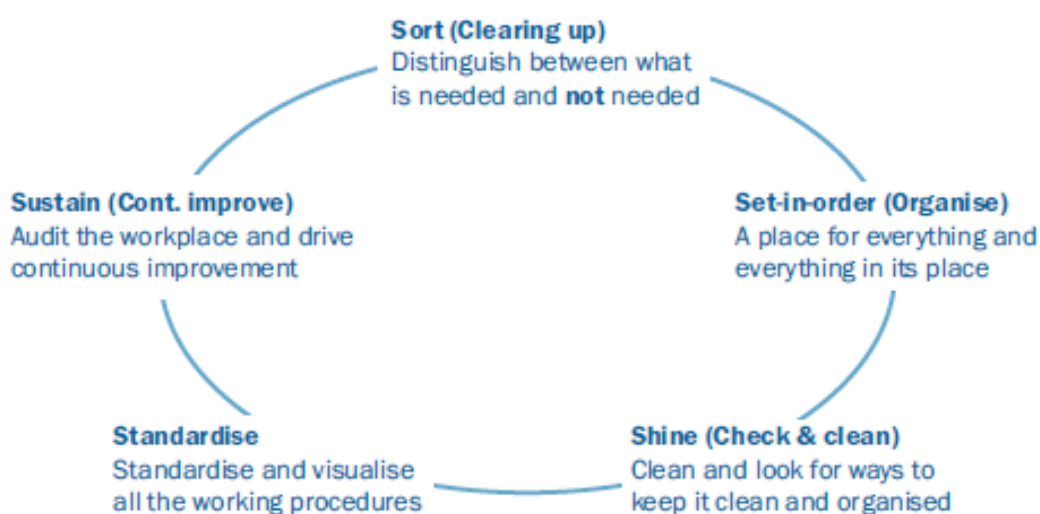 Sort (Clearing up)
Distinguish between what
is needed and not needed
Set-in-order (Organise)
A place for everything and
everything in its place
Shine (Check & clean)
Clean and look for ways to
keep it clean and organised
Standardise
Standardise and visualise
all the working procedures
Sustain (Cont. improve)
Audit the workplace and drive
continuous improvement